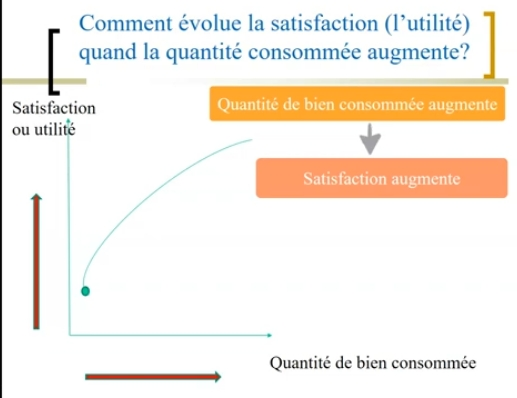 Comment évolue la satisfaction (l’utilité)
quand la quantité consommée augmente?
Satisfaction
ou utilité
Quantité de bien consommée augmente
Satisfaction augmente
Quantité de bien consommée